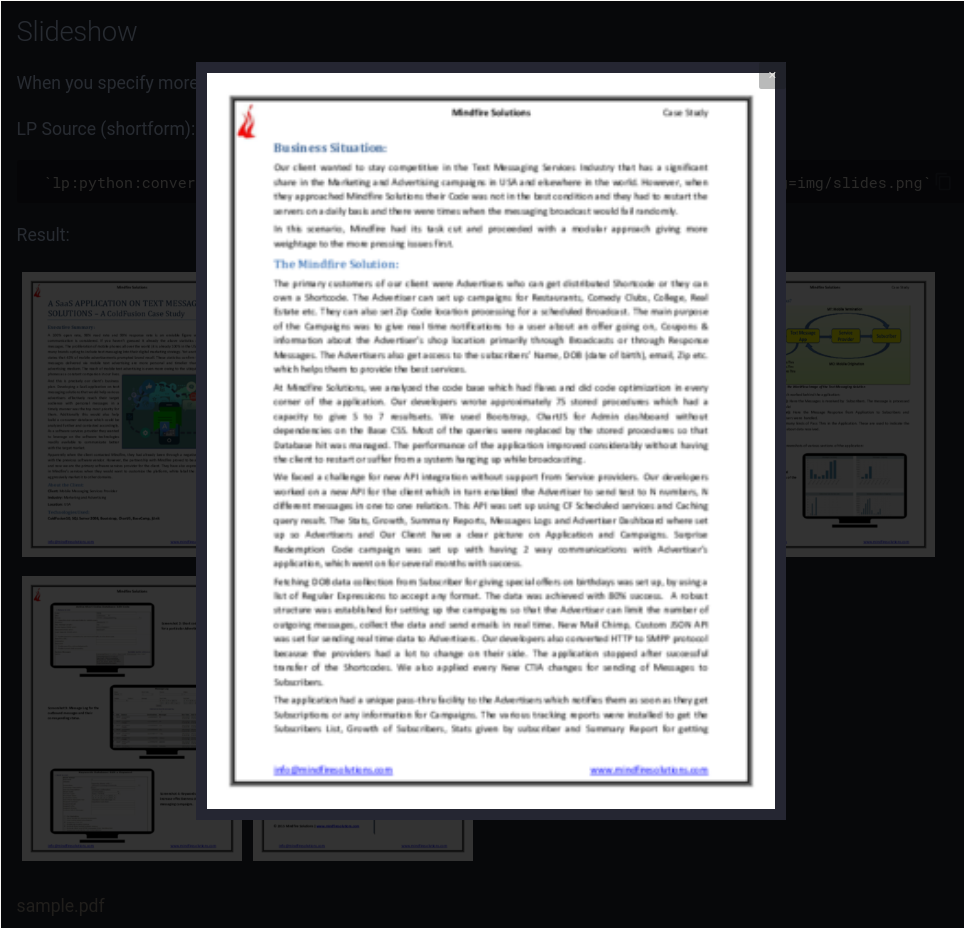 Slideshow
When you specify more
LP Source (shortform):
`lp:python:conver
g=img/slides.png`
Result:
×
Mindfire Solutions
Case Study
Business Situation:
Our client wanted to stay competitive in the Text Messaging Services Industry that has a significant
share in the Marketing and Advertising campaigns in USA and elsewhere in the world. However, when
they approached Mindfire Solutions their Code was not in the best condition and they had to restart the
servers on a daily basis and there were times when the messaging broadcast would fail randomly.
In this scenario, Mindfire had its task cut and proceeded with a modular approach giving more
weightage to the more pressing issues first.
The Mindfire Solution:
The primary customers of our client were Advertisers who can get distributed Shortcode or they can
own a Shortcode. The Advertiser can set up campaigns for Restaurants, Comedy Clubs, College, Real
Estate etc. They can also set Zip Code location processing for a scheduled Broadcast. The main purpose
of the Campaigns was to give real time notifications to a user about an offer going on, Coupons &
information about the Advertiser's shop location primarily through Broadcasts or through Response
Messages. The Advertisers also get access to the subscribers' Name, DOB (date of birth), email, Zip etc.
which helps them to provide the best services.
At Mindfire Solutions, we analyzed the code base which had flaws and did code optimization in every
corner of the application. Our developers wrote approximately 75 stored procedures which had a
capacity to give 5 to 7 resultsets. We used Bootstrap, ChartJS for Admin dashboard without
dependencies on the Base CSS. Most of the queries were replaced by the stored procedures so that
Database hit was managed. The performance of the application improved considerably without having
the client to restart or suffer from a system hanging up while broadcasting.
We faced a challenge for new API integration without support from Service providers. Our developers
worked on a new API for the client which in turn enabled the Advertiser to send test to N numbers, N
different messages in one to one relation. This API was set up using CF Scheduled services and Caching
query result. The Stats, Growth, Summary Reports, Messages Logs and Advertiser Dashboard where set
up so Advertisers and Our Client have a clear picture on Application and Campaigns. Surprise
Redemption Code campaign was set up with having 2 way communications with Advertiser's
application, which went on for several months with success.
Fetching DOB data collection from Subscriber for giving special offers on birthdays was set up, by using a
list of Regular Expressions to accept any format. The data was achieved with 80% success. A robust
structure was established for setting up the campaigns so that the Advertiser can limit the number of
outgoing messages, collect the data and send emails in real time. New Mail Chimp, Custom JSON API
was set for sending real time data to Advertisers. Our developers also converted HTTP to SMPP protocol
because the providers had a lot to change on their side. The application stopped after successful
transfer of the Shortcodes. We also applied every New CTIA changes for sending of Messages to
Subscribers.
The application had a unique pass-thru facility to the Advertisers which notifies them as soon as they get
Subscriptions or any information for Campaigns. The various tracking reports were installed to get the
Subscribers List, Growth of Subscribers, Stats given by subscriber and Summary Report for getting
info@mindfiresolutions.com
www.mindfiresolutions.com
A SaaS APPLICATION ON TEXT MESSAG
SOLUTIONS – A ColdFusion Case Study
sample.pdf